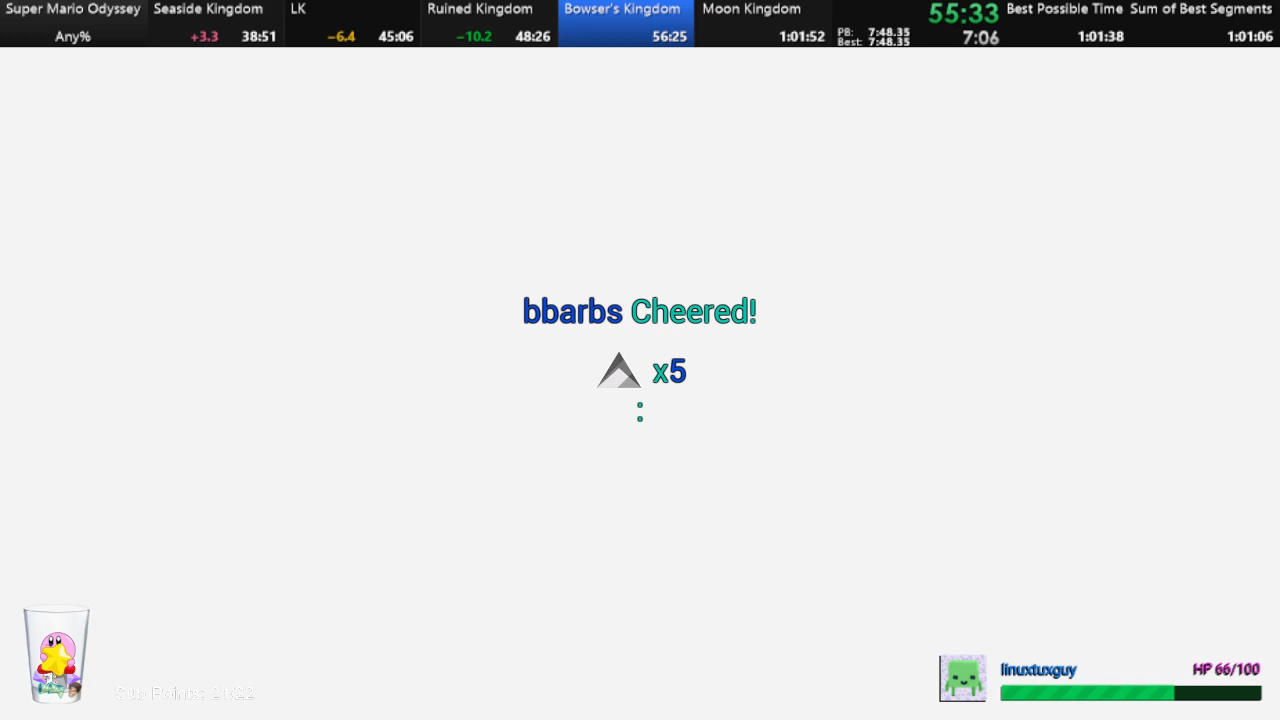 Super Mario Odyssey
Any%
Seaside Kingdom
+3.3 38:51
LK
−6.4 45:06
Ruined Kingdom
−10.2 48:26
Bowser's Kingdom
56:25
Moon Kingdom
1:01:52
PB: 7:48.35
Best: 7:48.35
55:33
7:06
Best Possible Time
1:01:38
Sum of Best Segments
1:01:06
bbarbs Cheered!
x5
:
Sub Points:
linuxtuxguy
HP 66/100